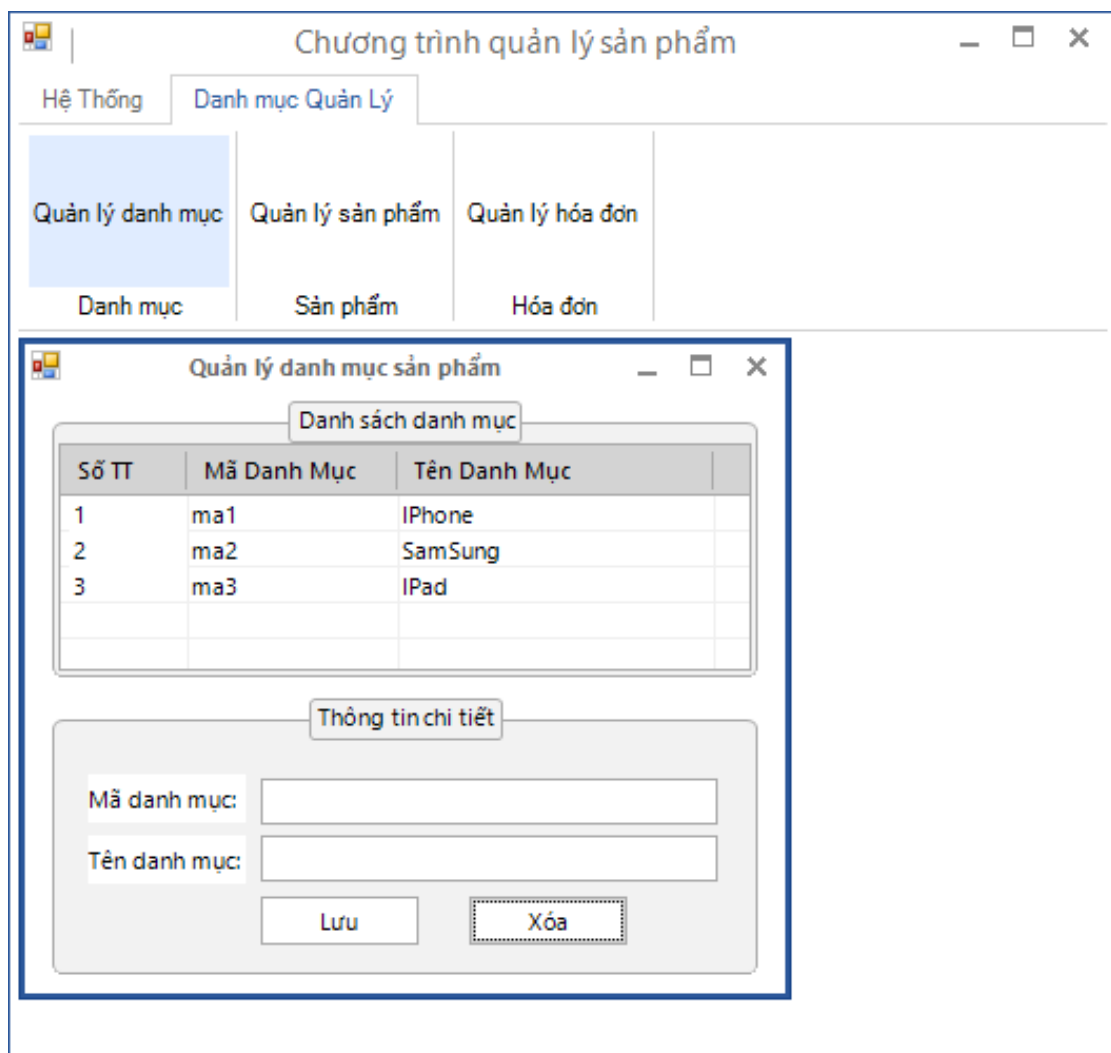 Chương trình quản lý sản phẩm
Hệ Thống Danh mục Quản Lý
Quản lý danh mục Quản lý sản phẩm Quản lý hóa đơn
Danh mục Sản phẩm Hóa đơn
Quản lý danh mục sản phẩm
Danh sách danh mục
Số TT Mã Danh Mục Tên Danh Mục
1 ma1 IPhone
2 ma2 SamSung
3 ma3 IPad
Thông tin chi tiết
Mã danh mục:
Tên danh mục:
Lưu Xóa